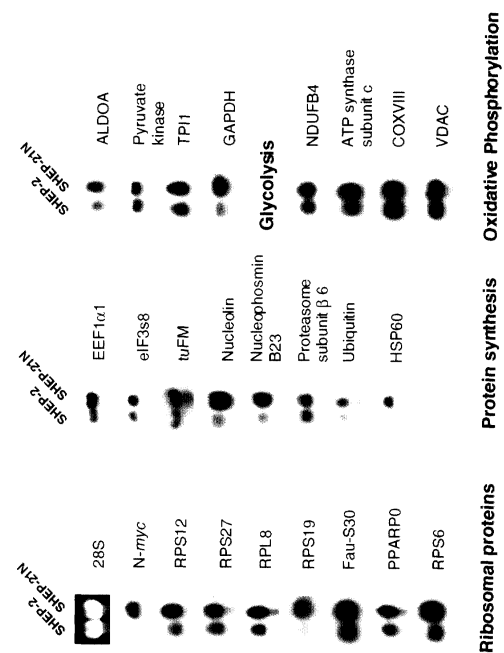 SHEP-2
SHEP-21N
28S
N-myc
RPS12
RPS27
RPL8
RPS19
Fau-S30
PPARP0
RPS6
Ribosomal proteins
SHEP-2
SHEP-21N
EEF1α1
eIF3s8
tuFM
Nucleolin
Nucleophosmin
B23
Proteasome
subunit β 6
Ubiquitin
HSP60
Protein synthesis
SHEP-2
SHEP-21N
ALDOA
Pyruvate
kinase
TPI1
GAPDH
Glycolysis
NDUFB4
ATP synthase
subunit c
COXVIII
VDAC
Oxidative Phosphorylation